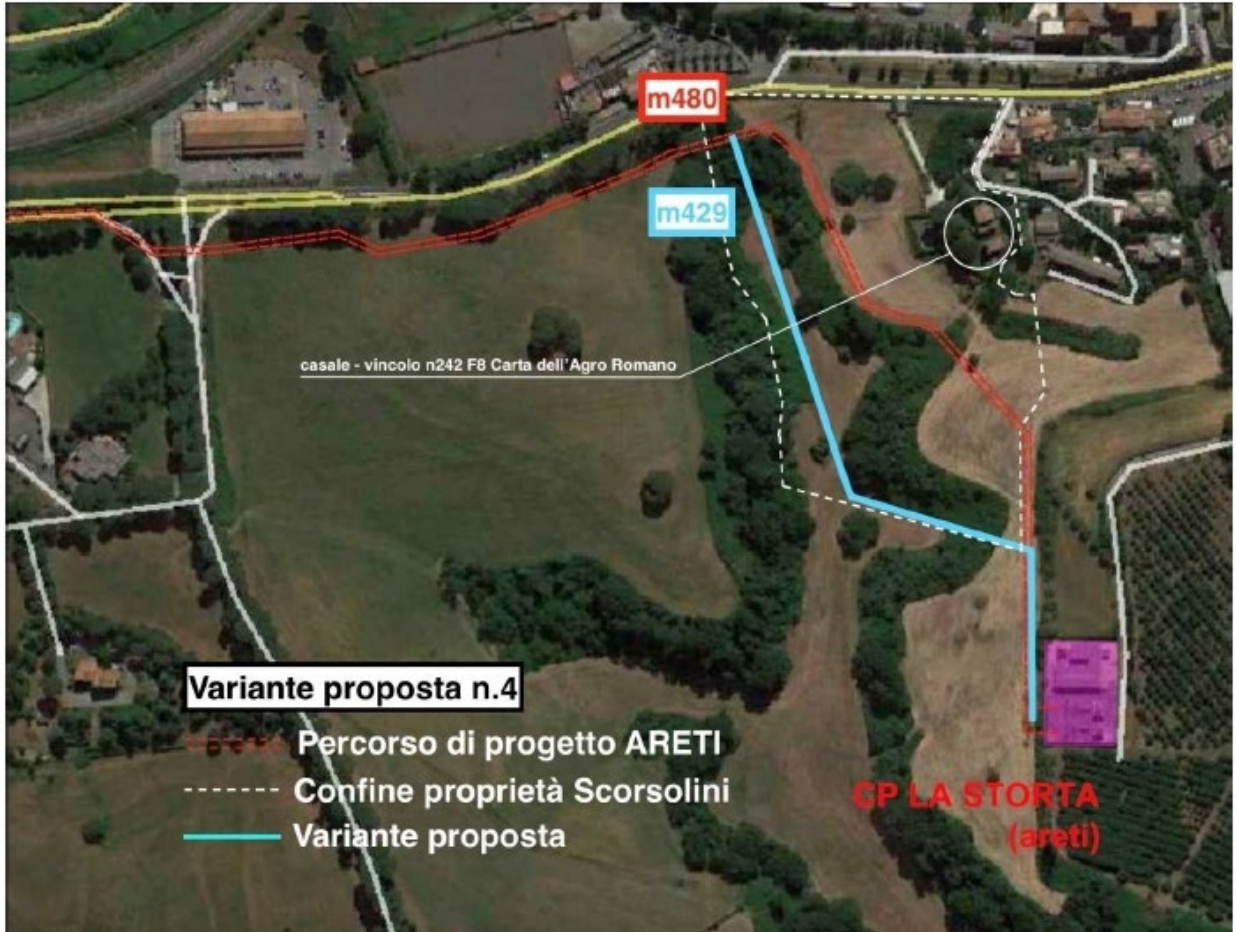 m480
m429
casale - vincolo n242 F8 Carta dell'Agro Romano
Variante proposta n.4
Percorso di progetto ARETI
Confine proprietà Scorsolini
Variante proposta
CP LA STORTA
(areti)